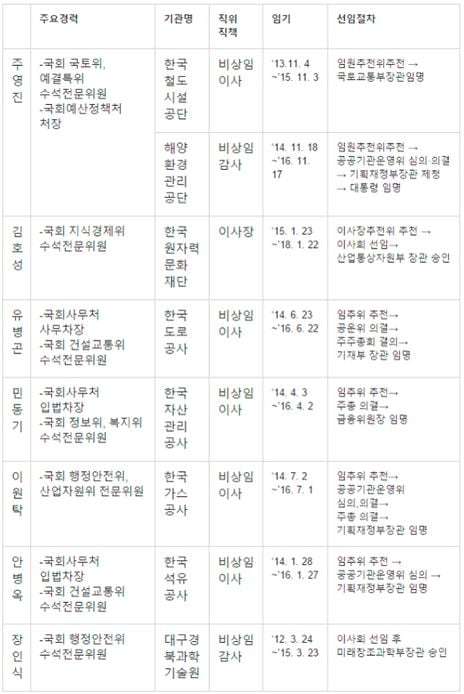 주요경력 기관명 직위 임기 선임절차
직책
주 -국회 국토위, 한국 비상임 '13.11. 4 임원추천위추천 →
영 예결특위 철도 이사 ~'15. 11. 3 국토교통부장관임명
진 수석전문위원 시설
-국회예산정책처 공단
처장
해양 비상임 '14. 11. 18 임원추천위추천 →
환경 감사 ~'16. 11. 공공기관운영위 심의·의결
관리 17 → 기획재정부장관 제청
공단 → 대통령 임명
김 -국회 지식경제위 한국 이사장 '15. 1. 23 이사장추천위 추천 →
호 수석전문위원 원자력 ~'18. 1. 22 이사회 선임→
성 문화 산업통상자원부 장관 승인
재단
유 -국회사무처 한국 비상임 '14. 6. 23 임추위 추천→
병 사무차장 도로 이사 ~'16. 6. 22 공운위 의결→
곤 -국회 건설교통위 공사 주주총회 결의→
수석전문위원 기재부 장관 임명
민 -국회사무처 한국 비상임 '14. 4. 3 임추위 추천→
동 입법차장 자산 이사 ~'16. 4. 2 주총 의결→
기 -국회 정보위, 복지위 관리 금융위원장 임명
수석전문위원 공사
이 -국회 행정안전위, 한국 비상임 '14. 7. 2 임추위 추천→
원 산업자원위 전문위원 가스 이사 ~'16. 7. 1 공공기관운영위
탁 공사 심의,의결→
주총 의결→
기획재정부장관 임명
안 -국회사무처 한국 비상임 '14. 1. 28 임추위 추천 →
병 입법차장 석유 이사 ~'16. 1. 27 공공기관운영위 심의 →
옥 -국회 건설교통위 공사 기획재정부장관 임명
수석전문위원
장 -국회 행정안전위 대구경 비상임 '12. 3. 24 이사회 선임 후
인 수석전문위원 북과학 감사 ~'15. 3. 23 미래창조과학부장관 승인
식 기술원